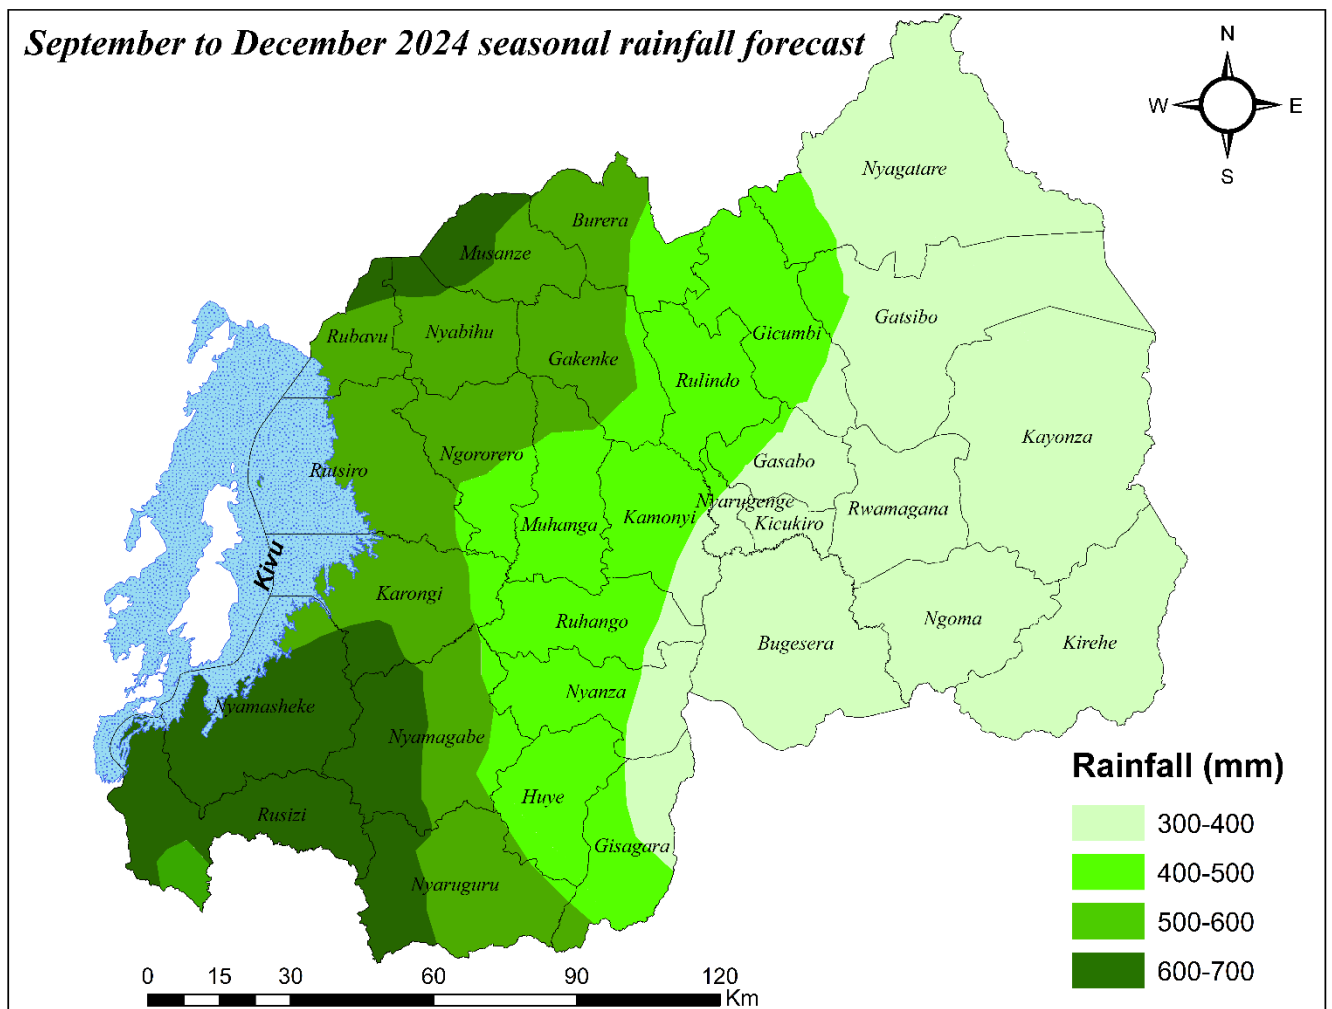 September to December 2024 seasonal rainfall forecast
N
W E
S
Nyagatare
Burera
Musanze
Gatsibo
Rubavu
Nyabihu
Gicumbi
Gakenke
Rulindo
Kayonza
Ngororero
Gasabo
Rutsiro
Nyarugenge
Rwamagana
Muhanga
Kamonyi
Kicukiro
Kivu
Karongi
Ruhango
Ngoma
Bugesera
Kirehe
Nyanza
Nyamasheke
Nyamagabe
Huye
Rusizi
Gisagara
Nyaruguru
Rainfall (mm)
300-400
400-500
500-600
600-700
0 15 30 60 90 120
Km